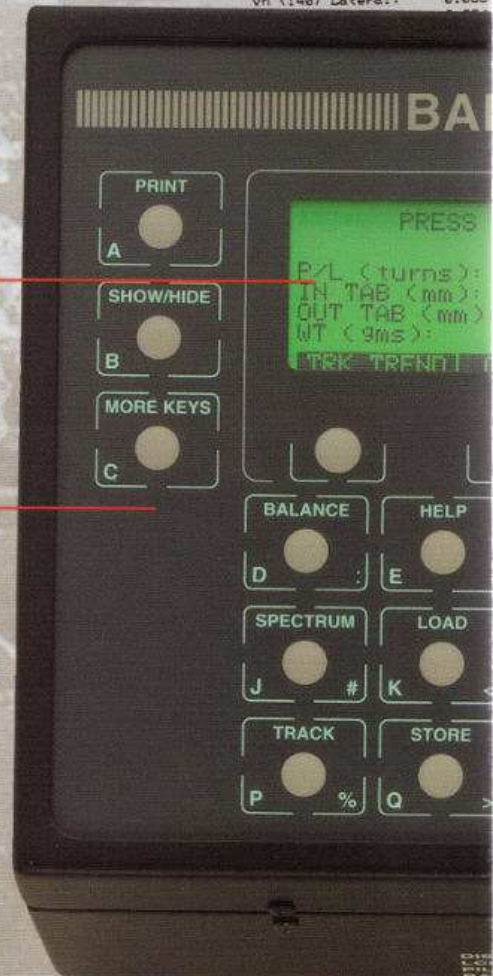 BA
PRINT
A
PRESS
SHOW/HIDE
B
P/L (turns):
IN TAB (mm):
OUT TAB (mm)
WT (gms):
TRK TREND|
MORE KEYS
C
BALANCE
D :
HELP
E
SPECTRUM
J #
LOAD
K <
TRACK
P %
STORE
Q >